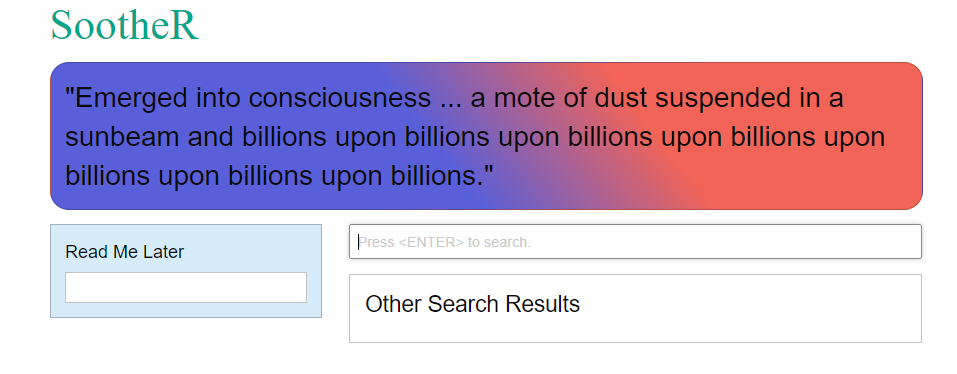 SootheR
"Emerged into consciousness ... a mote of dust suspended in a
sunbeam and billions upon billions upon billions upon billions upon
billions upon billions upon billions."
Read Me Later
Press <ENTER> to search.
Other Search Results